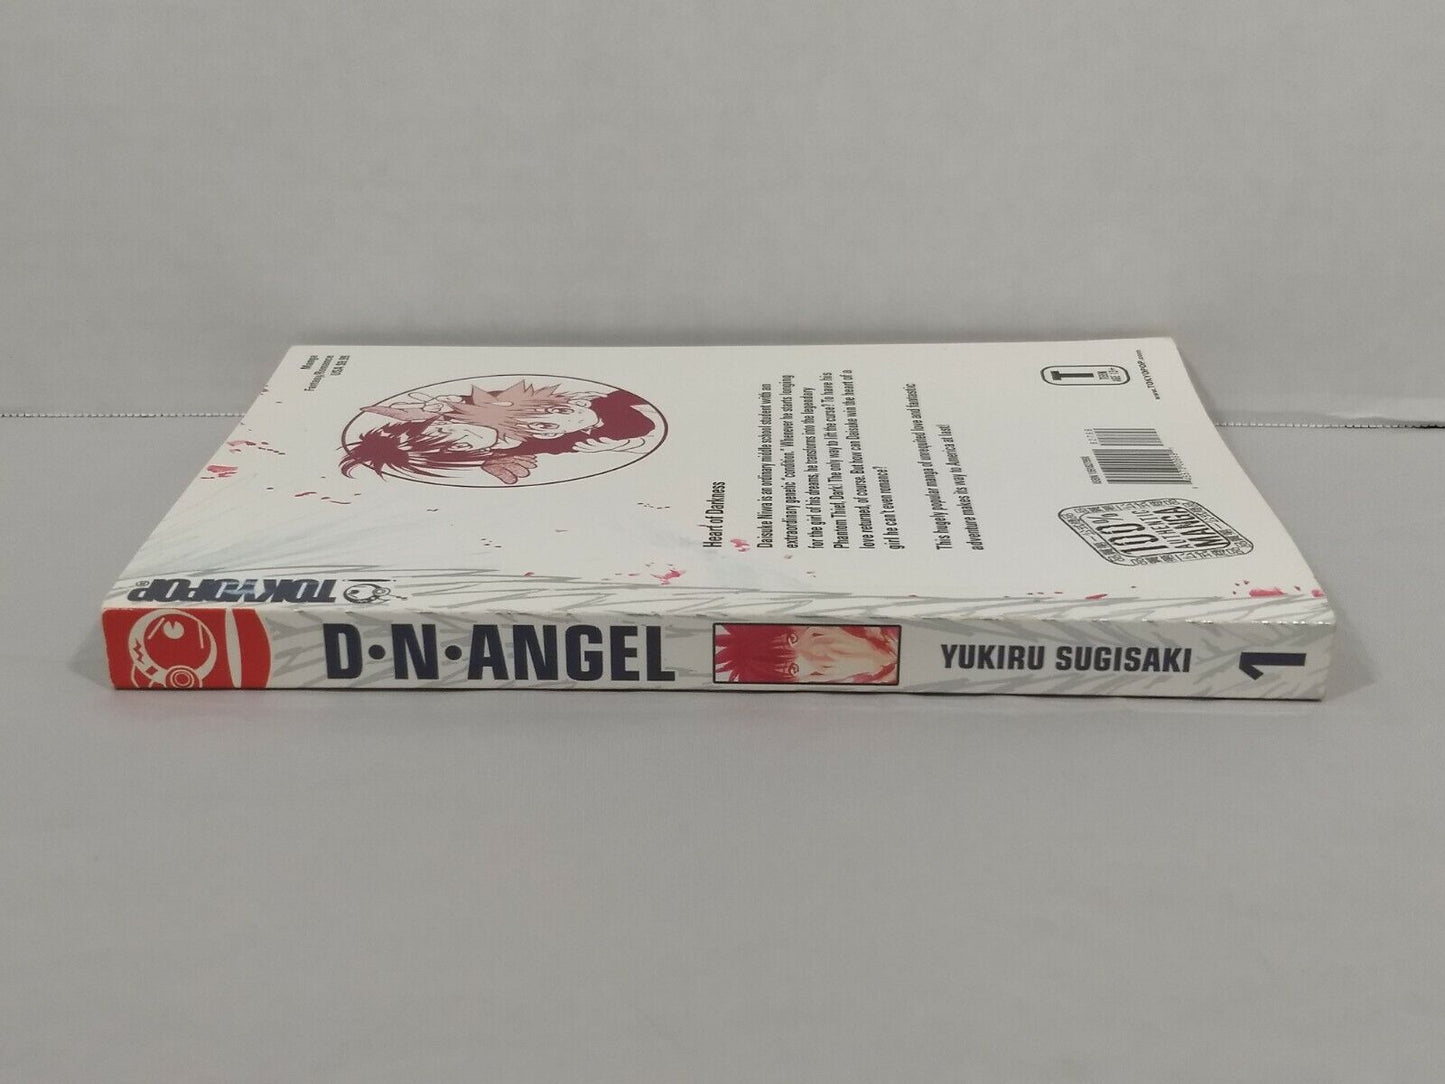 D·N·ANGEL
YUKIRU SUGISAKI
1
TOKYOPOP®
Manga
Fantasy/Romance
USA $9.99
Heart of Darkness
Daisuke Niwa is an ordinary middle school student with an
extraordinary genetic "condition." Whenever he starts longing
for the girl of his dreams, he transforms into the legendary
Phantom Thief, Dark! The only way to lift the curse? To have his
love returned, of course. But how can Daisuke win the heart of a
girl he can't even romance?
This hugely popular manga of unrequited love and fantastic
adventure makes its way to America at last!
100%
AUTHENTIC
MANGA
T
TEEN
AGE 13+
www.TOKYOPOP.com